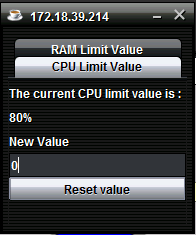 172.18.39.214
RAM Limit Value
CPU Limit Value
The current CPU limit value is :
80%
New Value
0
Reset value